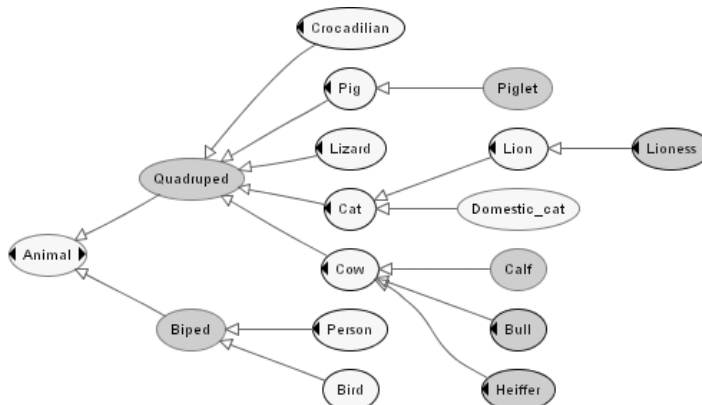 Crocadilian
Pig
Piglet
Lizard
Lion
Lioness
Quadruped
Cat
Domestic_cat
Animal
Cow
Calf
Biped
Person
Bull
Bird
Heiffer